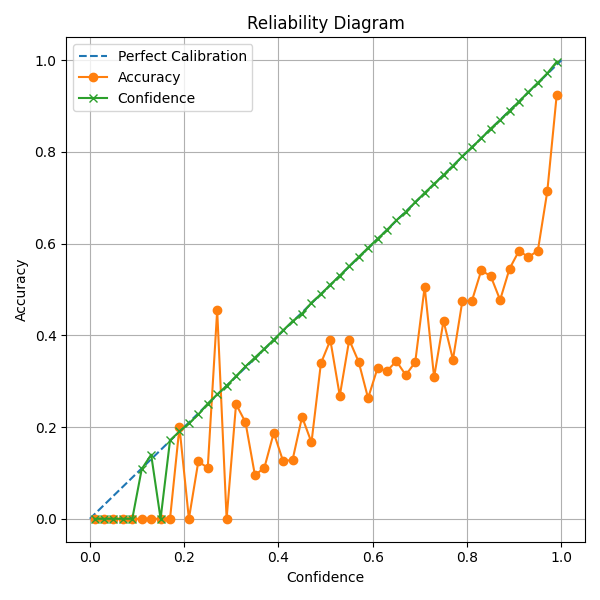 Reliability Diagram
Perfect Calibration
Accuracy
Confidence
1.0
0.8
0.6
0.4
0.2
0.0
Accuracy
0.0 0.2 0.4 0.6 0.8 1.0
Confidence